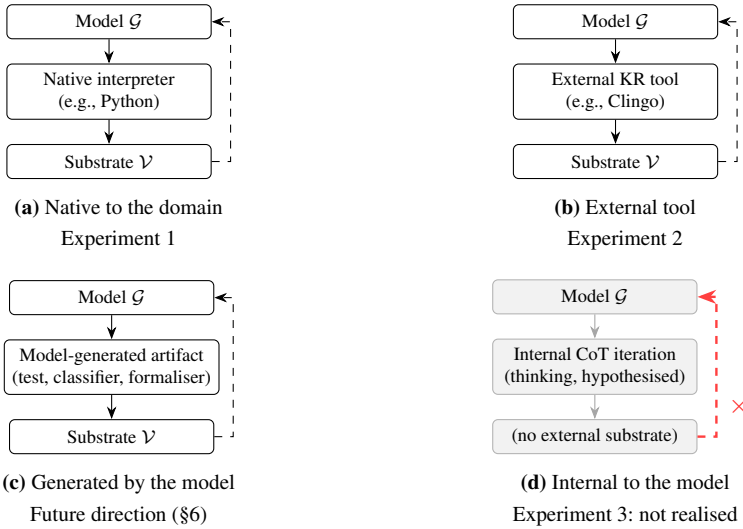 Model 𝒢
Native interpreter
(e.g., Python)
Substrate 𝒱
(a) Native to the domain
Experiment 1
Model 𝒢
External KR tool
(e.g., Clingo)
Substrate 𝒱
(b) External tool
Experiment 2
Model 𝒢
Model-generated artifact
(test, classifier, formaliser)
Substrate 𝒱
(c) Generated by the model
Future direction (§6)
Model 𝒢
Internal CoT iteration
(thinking, hypothesised)
(no external substrate)
×
(d) Internal to the model
Experiment 3: not realised